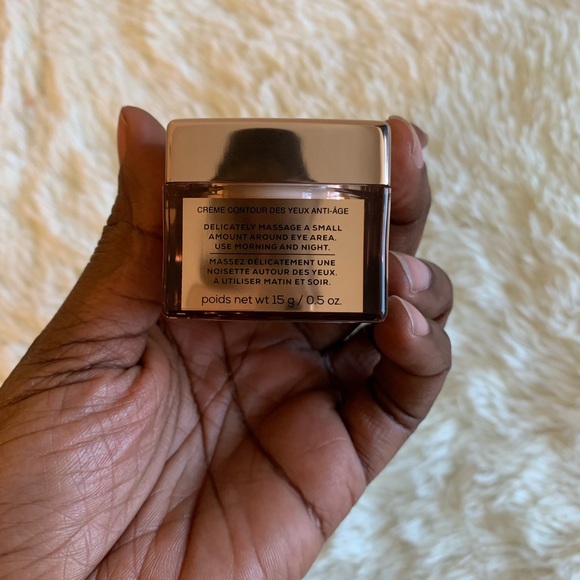 CRÈME CONTOUR DES YEUX ANTI-ÂGE
DELICATELY MASSAGE A SMALL
AMOUNT AROUND EYE AREA.
USE MORNING AND NIGHT.
MASSEZ DÉLICATEMENT UNE
NOISETTE AUTOUR DES YEUX.
À UTILISER MATIN ET SOIR.
poids net wt 15 g / 0.5 oz.